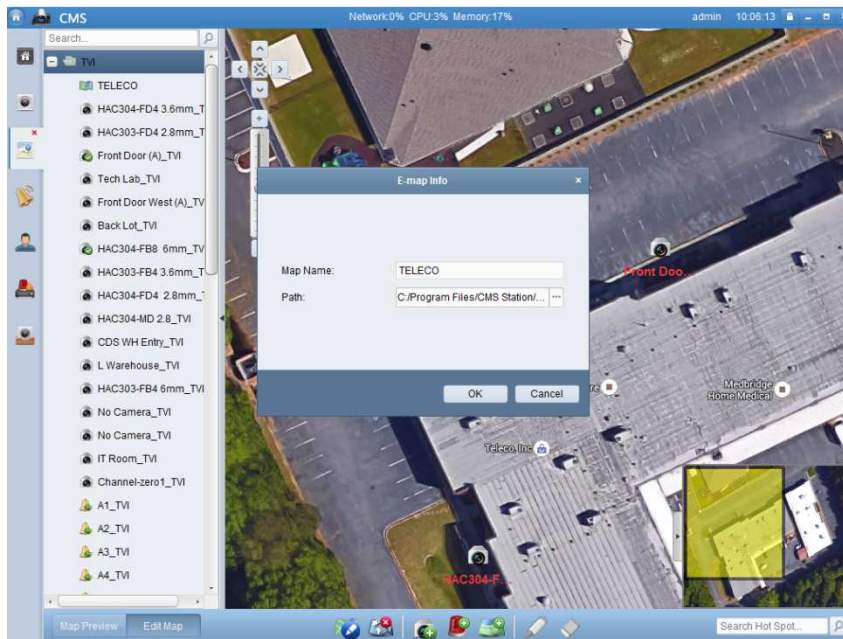 CMS
Network:0% CPU:3% Memory:17%
admin 10:06:13
Search...
TVI
TELECO
HAC304-FD4 3.6mm_T
HAC303-FD4 2.8mm_T
Front Door (A)_TVI
Tech Lab_TVI
Front Door West (A)_TV
Back Lot_TVI
HAC304-FB8 6mm_TV
HAC303-FB4 3.6mm_T
HAC304-FD4 2.8mm_T
HAC304-MD 2.8_TVI
CDS WH Entry_TVI
L Warehouse_TVI
HAC303-FB4 6mm_TVI
No Camera_TVI
No Camera_TVI
IT Room_TVI
Channel-zero1_TVI
A1_TVI
A2_TVI
A3_TVI
A4_TVI
E-map Info
Map Name:
TELECO
Path:
C:/Program Files/CMS Station/... ...
OK
Cancel
Front Doo...
re
Medbridge
Home Medical
Teleco, Inc
HAC304-F...
Map Preview
Edit Map
Search Hot Spot...